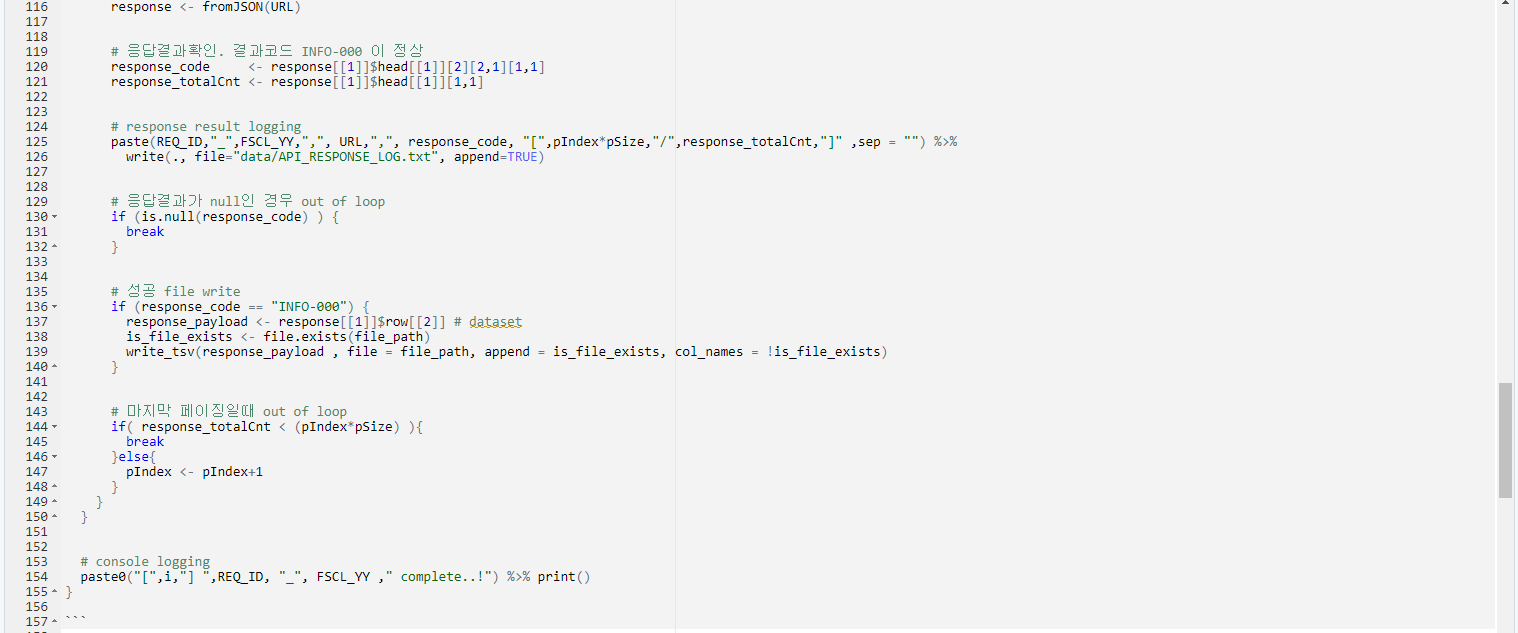 116 response <- fromJSON(URL)
117
118
119 # 응답결과확인. 결과코드 INFO-000 이 정상
120 response_code     <- response[[1]]$head[[1]][2][2,1][1,1]
121 response_totalCnt <- response[[1]]$head[[1]][1,1]
122
123
124 # response result logging
125 paste(REQ_ID,"_",FSCL_YY,",", URL,",", response_code, "[",pIndex*pSize,"/",response_totalCnt,"]" ,sep = "") %>%
126 write(., file="data/API_RESPONSE_LOG.txt", append=TRUE)
127
128
129 # 응답결과가 null인 경우 out of loop
130 if (is.null(response_code) ) {
131 break
132 }
133
134
135 # 성공 file write
136 if (response_code == "INFO-000") {
137 response_payload <- response[[1]]$row[[2]] # dataset
138 is_file_exists <- file.exists(file_path)
139 write_tsv(response_payload , file = file_path, append = is_file_exists, col_names = !is_file_exists)
140 }
141
142
143 # 마지막 페이징일때 out of loop
144 if( response_totalCnt < (pIndex*pSize) ){
145 break
146 }else{
147 pIndex <- pIndex+1
148 }
149 }
150 }
151
152
153 # console logging
154 paste0("[",i,"] ",REQ_ID, "_", FSCL_YY ," complete..!") %>% print()
155 }
156
157 ```